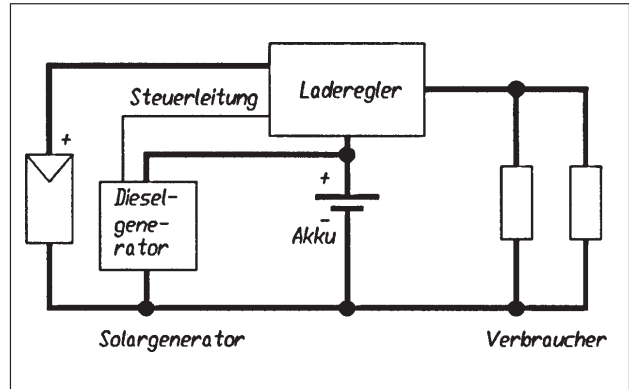 Steuerleitung
Laderegler
+
Diesel-
gene-
rator
+
-
Akku
Solargenerator
Verbraucher